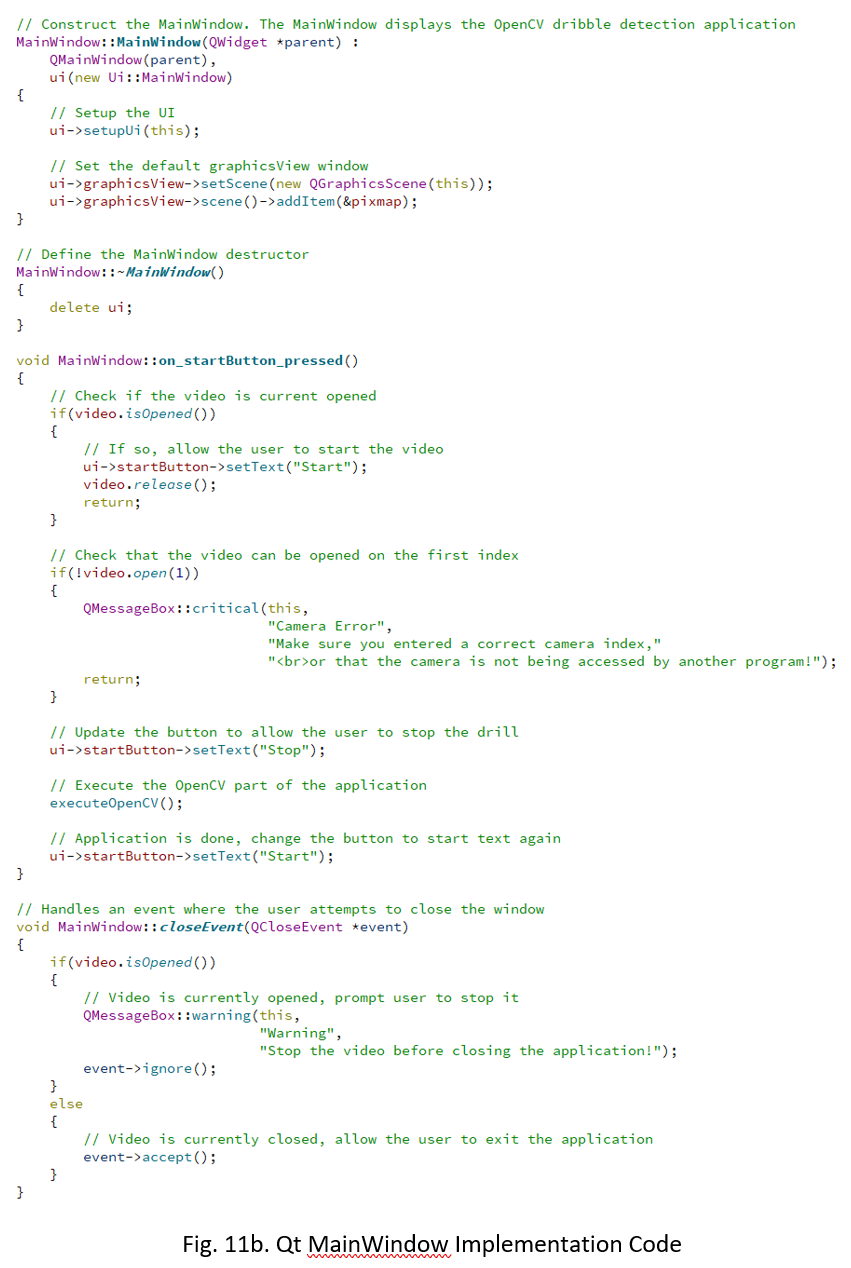 // Construct the MainWindow. The MainWindow displays the OpenCV dribble detection application
MainWindow::MainWindow(QWidget *parent) :
    QMainWindow(parent),
    ui(new Ui::MainWindow)
{
    // Setup the UI
    ui->setupUi(this);

    // Set the default graphicsView window
    ui->graphicsView->setScene(new QGraphicsScene(this));
    ui->graphicsView->scene()->addItem(&pixmap);
}

// Define the MainWindow destructor
MainWindow::~MainWindow()
{
    delete ui;
}

void MainWindow::on_startButton_pressed()
{
    // Check if the video is current opened
    if(video.isOpened())
    {
        // If so, allow the user to start the video
        ui->startButton->setText("Start");
        video.release();
        return;
    }

    // Check that the video can be opened on the first index
    if(!video.open(1))
    {
        QMessageBox::critical(this,
                              "Camera Error",
                              "Make sure you entered a correct camera index,"
                              "<br>or that the camera is not being accessed by another program!");
        return;
    }

    // Update the button to allow the user to stop the drill
    ui->startButton->setText("Stop");

    // Execute the OpenCV part of the application
    executeOpenCV();

    // Application is done, change the button to start text again
    ui->startButton->setText("Start");
}

// Handles an event where the user attempts to close the window
void MainWindow::closeEvent(QCloseEvent *event)
{
    if(video.isOpened())
    {
        // Video is currently opened, prompt user to stop it
        QMessageBox::warning(this,
                             "Warning",
                             "Stop the video before closing the application!");
        event->ignore();
    }
    else
    {
        // Video is currently closed, allow the user to exit the application
        event->accept();
    }
}

Fig. 11b. Qt MainWindow Implementation Code